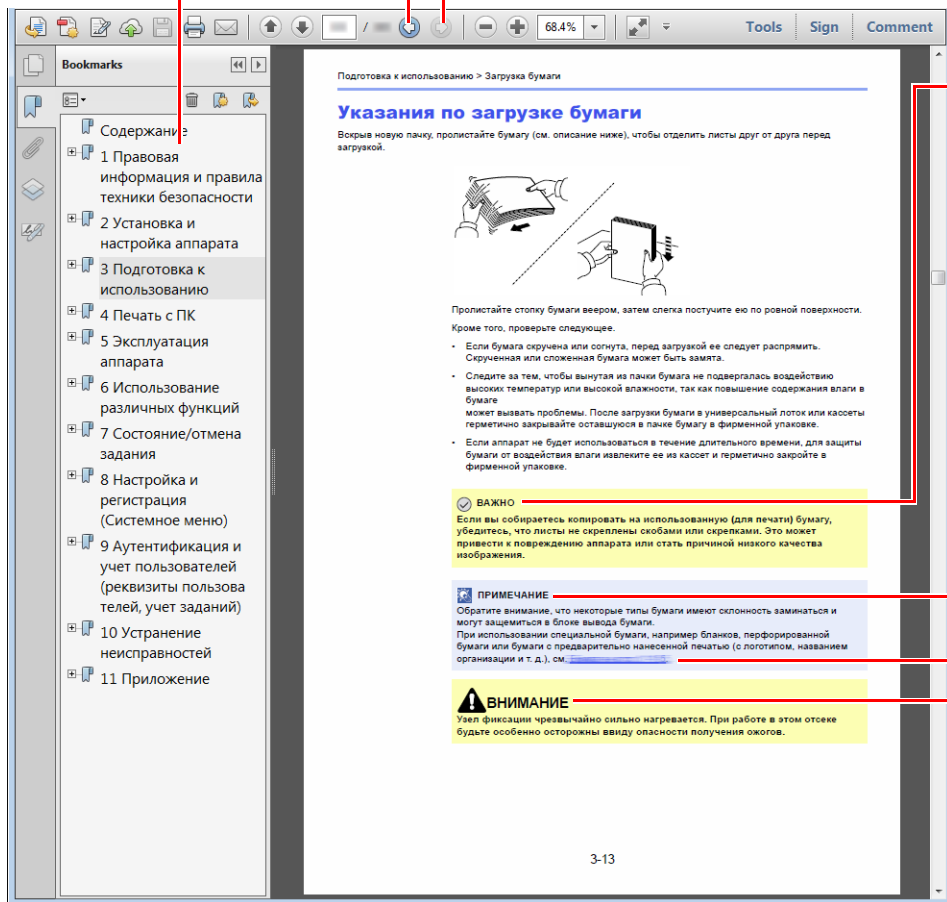 68.4%
Tools
Sign
Comment
Bookmarks
Содержание
1 Правовая
информация и правила
техники безопасности
2 Установка и
настройка аппарата
3 Подготовка к
использованию
4 Печать с ПК
5 Эксплуатация
аппарата
6 Использование
различных функций
7 Состояние/отмена
задания
8 Настройка и
регистрация
(Системное меню)
9 Аутентификация и
учет пользователей
(реквизиты пользова
телей, учет заданий)
10 Устранение
неисправностей
11 Приложение
Подготовка к использованию > Загрузка бумаги
Указания по загрузке бумаги
Вскрыв новую пачку, пролистайте бумагу (см. описание ниже), чтобы отделить листы друг от друга перед
загрузкой.
Пролистайте стопку бумаги веером, затем слегка постучите ею по ровной поверхности.
Кроме того, проверьте следующее.
• Если бумага скручена или согнута, перед загрузкой ее следует распрямить.
Скрученная или сложенная бумага может быть замята.
• Следите за тем, чтобы вынутая из пачки бумага не подвергалась воздействию
высоких температур или высокой влажности, так как повышение содержания влаги в
бумаге
может вызвать проблемы. После загрузки бумаги в универсальный лоток или кассеты
герметично закрывайте оставшуюся в пачке бумагу в фирменной упаковке.
• Если аппарат не будет использоваться в течение длительного времени, для защиты
бумаги от воздействия влаги извлеките ее из кассет и герметично закройте в
фирменной упаковке.
ВАЖНО
Если вы собираетесь копировать на использованную (для печати) бумагу,
убедитесь, что листы не скреплены скобами или скрепками. Это может
привести к повреждению аппарата или стать причиной низкого качества
изображения.
ПРИМЕЧАНИЕ
Обратите внимание, что некоторые типы бумаги имеют склонность заминаться и
могут защемиться в блоке вывода бумаги.
При использовании специальной бумаги, например бланков, перфорированной
бумаги или бумаги с предварительно нанесенной печатью (с логотипом, названием
организации и т. д.), см.
ВНИМАНИЕ
Узел фиксации чрезвычайно сильно нагревается. При работе в этом отсеке
будьте особенно осторожны ввиду опасности получения ожогов.
3-13